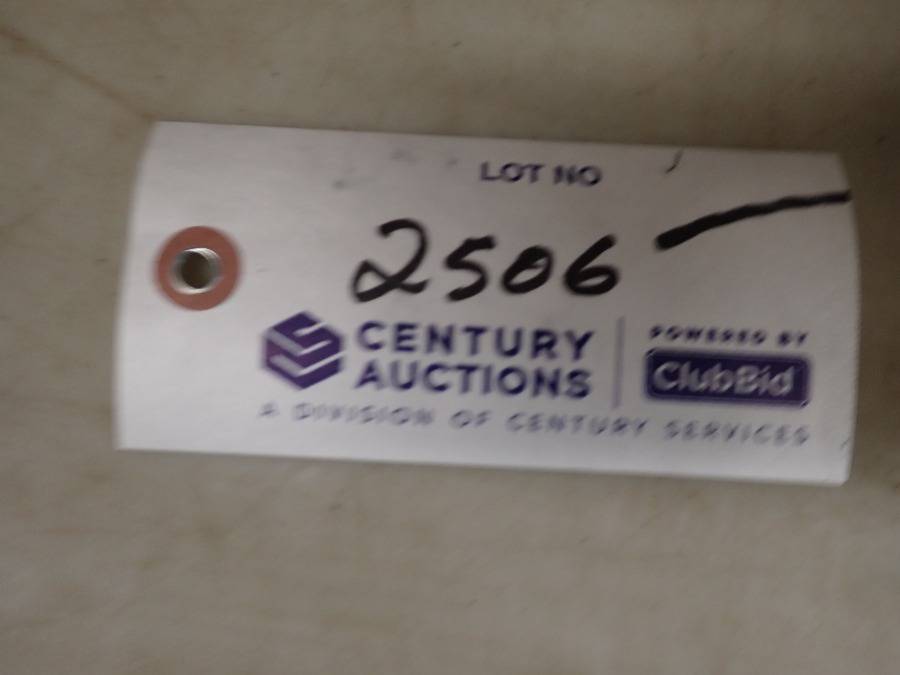 LOT NO
2506
CENTURY
AUCTIONS
POWERED BY
ClubBid
A DIVISION OF CENTURY SERVICES